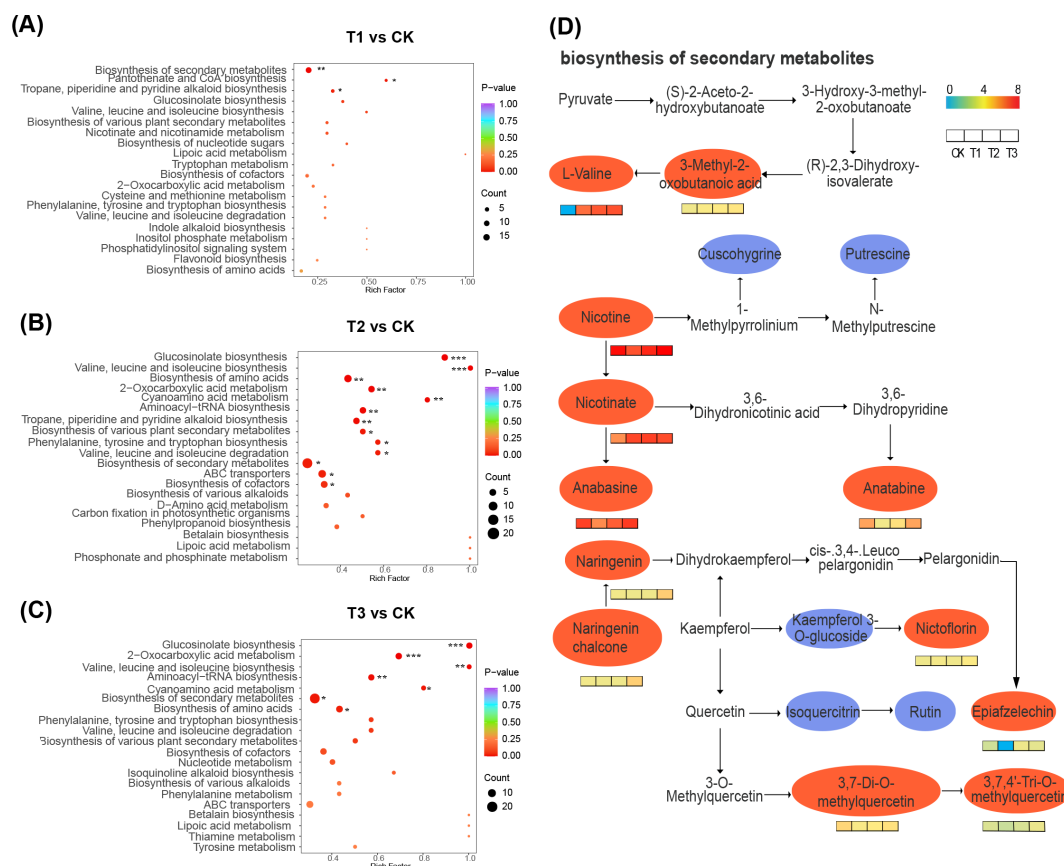 (A)
T1 vs CK
Biosynthesis of secondary metabolites
**
Pantothenate and CoA biosynthesis
*
Tropane, piperidine and pyridine alkaloid biosynthesis
*
Glucosinolate biosynthesis
Valine, leucine and isoleucine biosynthesis
Biosynthesis of various plant secondary metabolites
Nicotinate and nicotinamide metabolism
Biosynthesis of nucleotide sugars
Lipoic acid metabolism
Tryptophan metabolism
Biosynthesis of cofactors
2-Oxocarboxylic acid metabolism
Cysteine and methionine metabolism
Phenylalanine, tyrosine and tryptophan biosynthesis
Valine, leucine and isoleucine degradation
Indole alkaloid biosynthesis
Inositol phosphate metabolism
Phosphatidylinositol signaling system
Flavonoid biosynthesis
Biosynthesis of amino acids
0.25
0.50
0.75
1.00
Rich Factor
P-value
1.00
0.75
0.50
0.25
0.00
Count
5
10
15
(B)
T2 vs CK
Glucosinolate biosynthesis
***
Valine, leucine and isoleucine biosynthesis
***
Biosynthesis of amino acids
**
2-Oxocarboxylic acid metabolism
**
Cyanoamino acid metabolism
**
Aminoacyl-tRNA biosynthesis
**
Tropane, piperidine and pyridine alkaloid biosynthesis
**
Biosynthesis of various plant secondary metabolites
*
Phenylalanine, tyrosine and tryptophan biosynthesis
*
Valine, leucine and isoleucine degradation
*
Biosynthesis of secondary metabolites
*
ABC transporters
*
Biosynthesis of cofactors
*
Biosynthesis of various alkaloids
D-Amino acid metabolism
Carbon fixation in photosynthetic organisms
Phenylpropanoid biosynthesis
Betalain biosynthesis
Lipoic acid metabolism
Phosphonate and phosphinate metabolism
0.4
0.6
0.8
1.0
Rich Factor
P-value
1.00
0.75
0.50
0.25
0.00
Count
5
10
15
20
(C)
T3 vs CK
Glucosinolate biosynthesis
***
2-Oxocarboxylic acid metabolism
***
Valine, leucine and isoleucine biosynthesis
**
Aminoacyl-tRNA biosynthesis
**
Cyanoamino acid metabolism
*
Biosynthesis of secondary metabolites
*
Biosynthesis of amino acids
*
Phenylalanine, tyrosine and tryptophan biosynthesis
Valine, leucine and isoleucine degradation
Biosynthesis of various plant secondary metabolites
Biosynthesis of cofactors
Nucleotide metabolism
Isoquinoline alkaloid biosynthesis
Biosynthesis of various alkaloids
Phenylalanine metabolism
ABC transporters
Betalain biosynthesis
Lipoic acid metabolism
Thiamine metabolism
Tyrosine metabolism
0.4
0.6
0.8
1.0
Rich Factor
P-value
1.00
0.75
0.50
0.25
0.00
Count
10
20
(D)
biosynthesis of secondary metabolites
Pyruvate
(S)-2-Aceto-2-
hydroxybutanoate
3-Hydroxy-3-methyl-
2-oxobutanoate
0
4
8
CK
T1
T2
T3
L-Valine
3-Methyl-2-
oxobutanoic acid
(R)-2,3-Dihydroxy-
isovalerate
Cuscohygrine
Putrescine
Nicotine
1-
Methylpyrrolinium
N-
Methylputrescine
Nicotinate
3,6-
Dihydronicotinic acid
3,6-
Dihydropyridine
Anabasine
Anatabine
Naringenin
Dihydrokaempferol
cis-.3,4-.Leuco
pelargonidin
Pelargonidin
Naringenin
chalcone
Kaempferol
Kaempferol 3-
O-glucoside
Nictoflorin
Quercetin
Isoquercitrin
Rutin
Epiafzelechin
3-O-
Methylquercetin
3,7-Di-O-
methylquercetin
3,7,4'-Tri-O-
methylquercetin